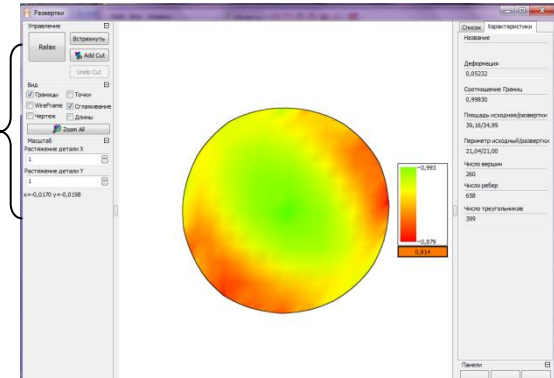 Развертки
Управление
Relax
Встряхнуть
Add Cut
Undo Cut
Вид
Границы
Точки
WireFrame
Сглаживание
Чертеж
Длины
Zoom All
Масштаб
Растяжение детали X
1
Растяжение детали Y
1
x=-0,0170 y=-0,0198
0,993
0,876
0,914
Список
Характеристики
Название
Деформация
0,05232
Соотношение Границ
0,99830
Площадь исходная/развертки
39,16/34,99
Периметр исходный/развертки
21,04/21,00
Число вершин
260
Число ребер
658
Число треугольников
399
Панели